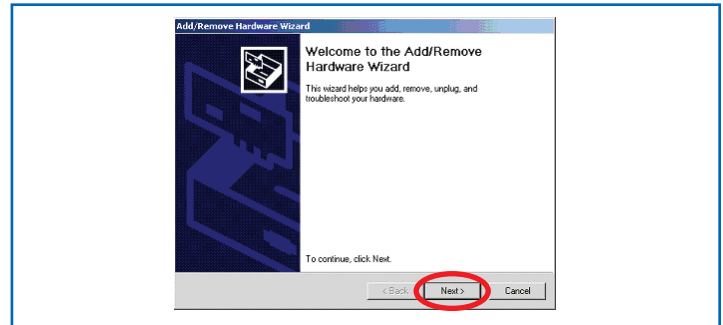 Add/Remove Hardware Wizard
Welcome to the Add/Remove
Hardware Wizard
This wizard helps you add, remove, unplug, and
troubleshoot your hardware.
To continue, click Next.
< Back Next > Cancel